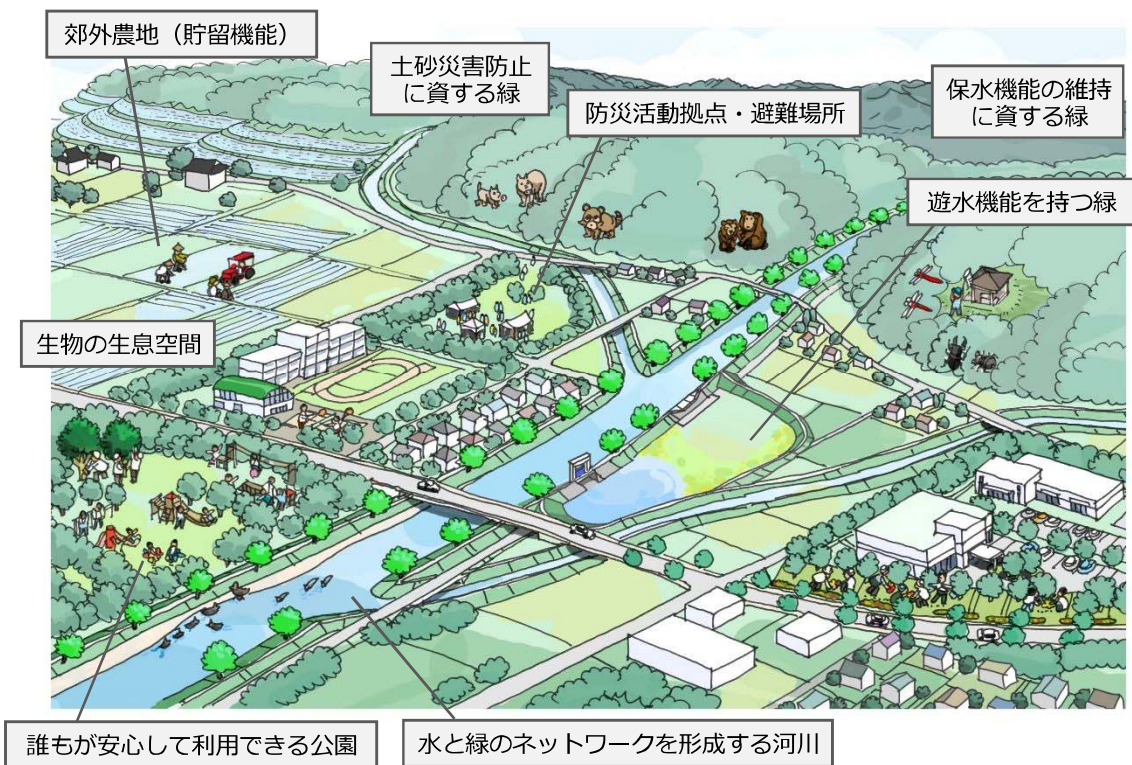 郊外農地（貯留機能）
土砂災害防止
に資する緑
防災活動拠点・避難場所
保水機能の維持
に資する緑
遊水機能を持つ緑
生物の生息空間
誰もが安心して利用できる公園
水と緑のネットワークを形成する河川